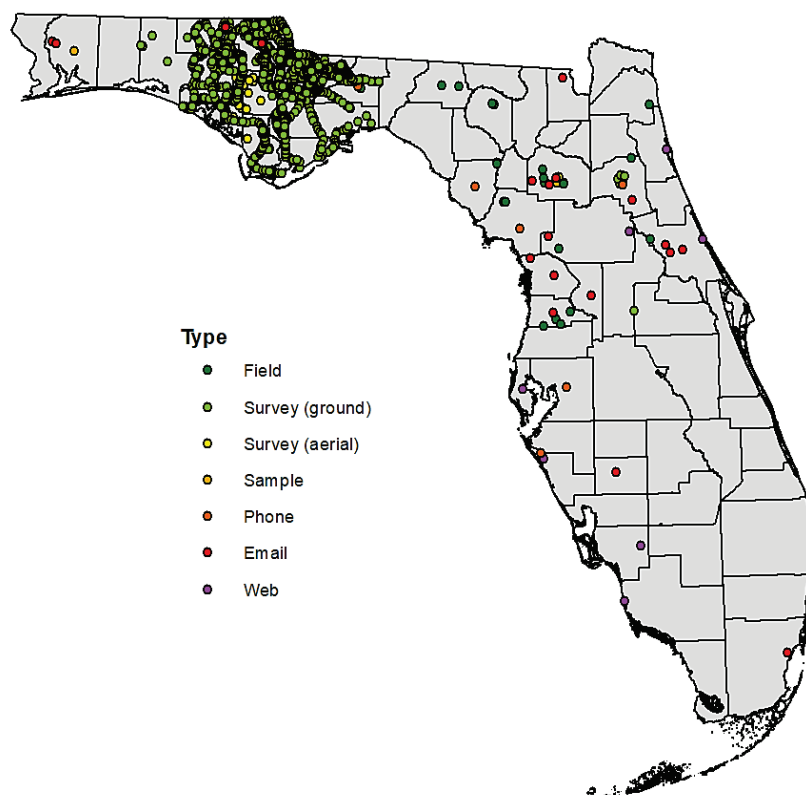 Type
Field
Survey (ground)
Survey (aerial)
Sample
Phone
Email
Web